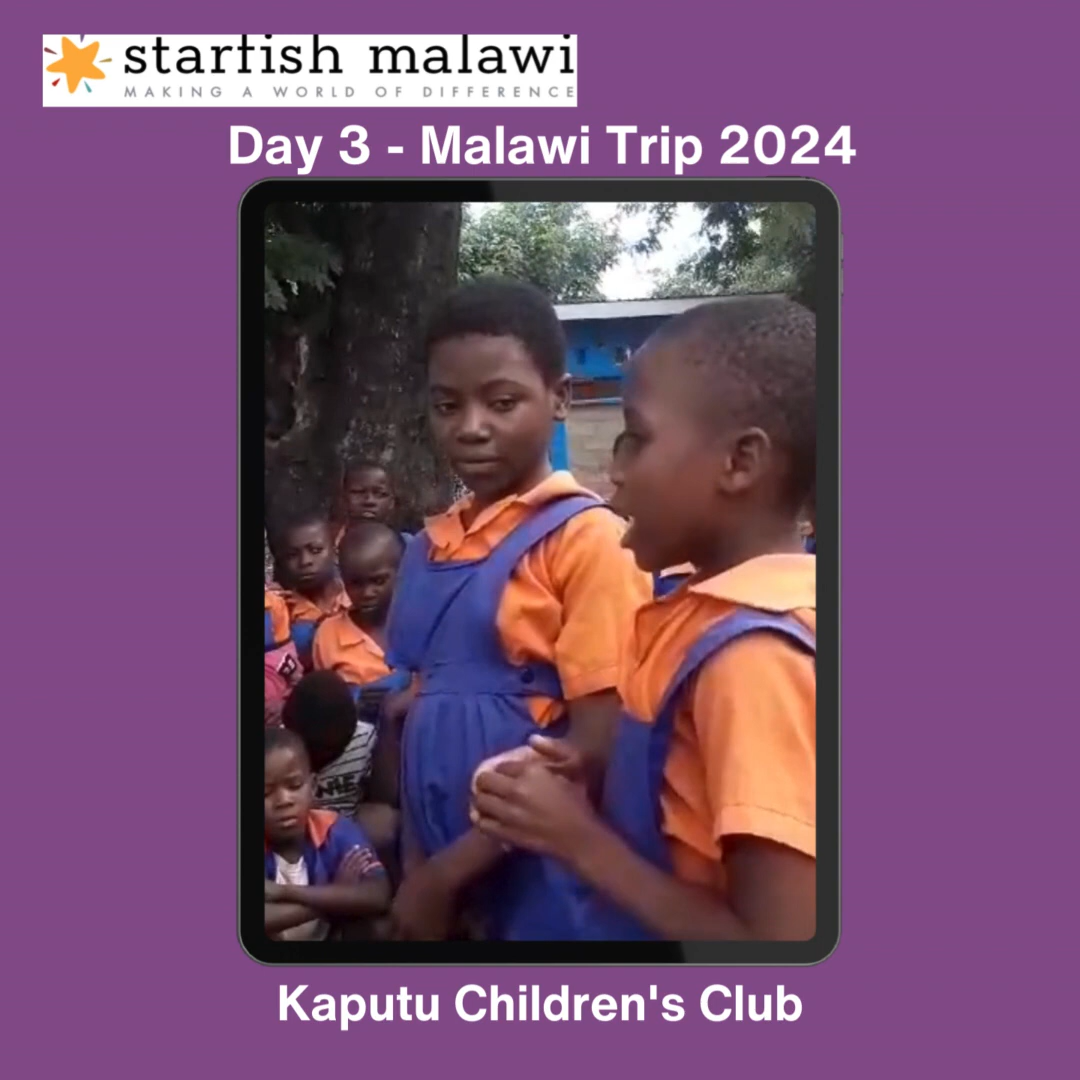 starfish malawi
MAKING A WORLD OF DIFFERENCE
Day 3 - Malawi Trip 2024
Kaputu Children's Club